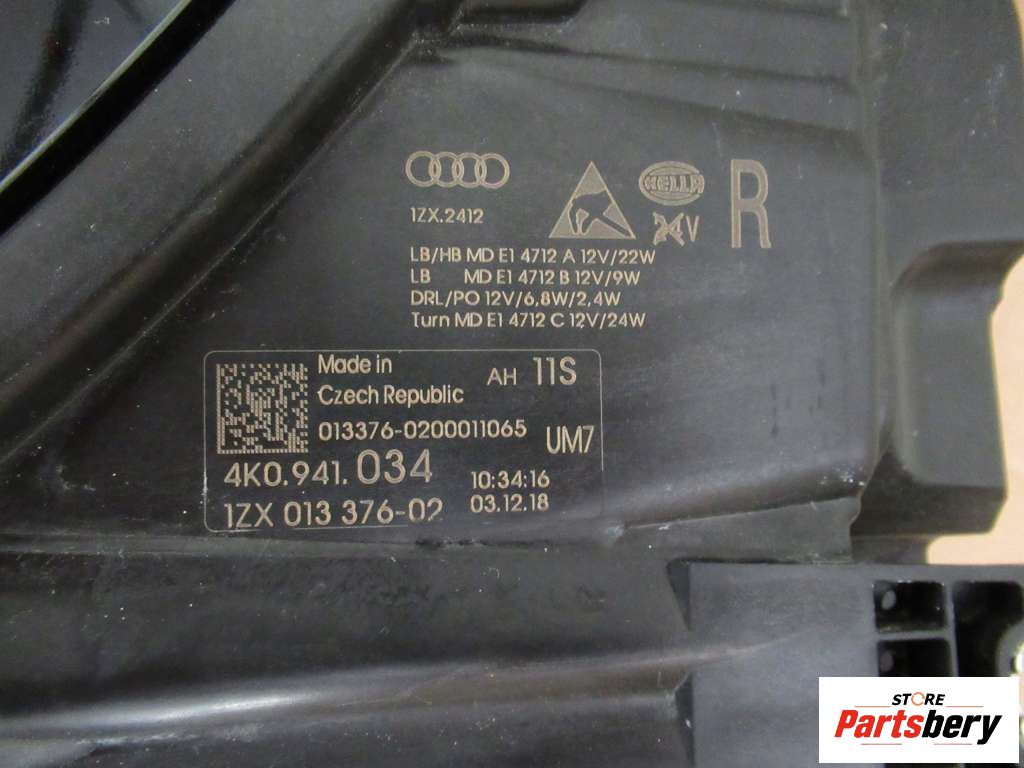 1ZX.2412
HELLA
24V
R
LB/HB MD E1 4712 A 12V/22W
LB MD E1 4712 B 12V/9W
DRL/PO 12V/6,8W/2,4W
Turn MD E1 4712 C 12V/24W
Made in
Czech Republic
AH 11S
013376-0200011065
UM7
4K0.941.034
10:34:16
1ZX 013 376-02
03.12.18
STORE
Partsbery